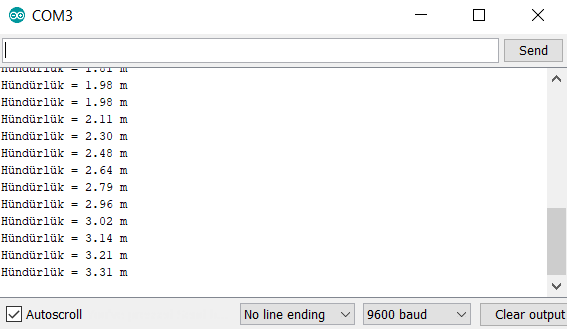 COM3
Send
Hündürlük = 1.98 m
Hündürlük = 1.98 m
Hündürlük = 2.11 m
Hündürlük = 2.30 m
Hündürlük = 2.48 m
Hündürlük = 2.64 m
Hündürlük = 2.79 m
Hündürlük = 2.96 m
Hündürlük = 3.02 m
Hündürlük = 3.14 m
Hündürlük = 3.21 m
Hündürlük = 3.31 m
Autoscroll No line ending 9600 baud Clear output